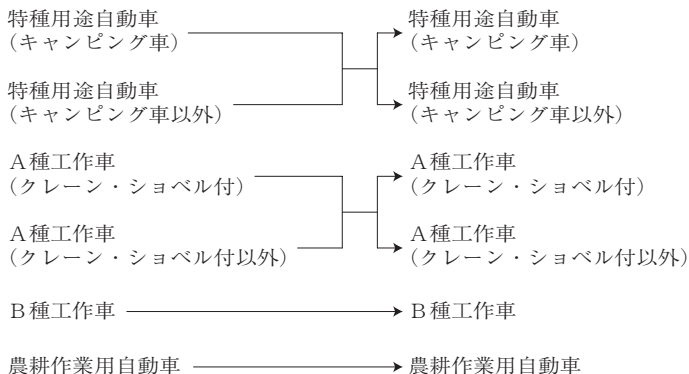 特種用途自動車
（キャンピング車）
特種用途自動車
（キャンピング車）
特種用途自動車
（キャンピング車以外）
特種用途自動車
（キャンピング車以外）
Ａ種工作車
（クレーン・ショベル付）
Ａ種工作車
（クレーン・ショベル付）
Ａ種工作車
（クレーン・ショベル付以外）
Ａ種工作車
（クレーン・ショベル付以外）
Ｂ種工作車
Ｂ種工作車
農耕作業用自動車
農耕作業用自動車